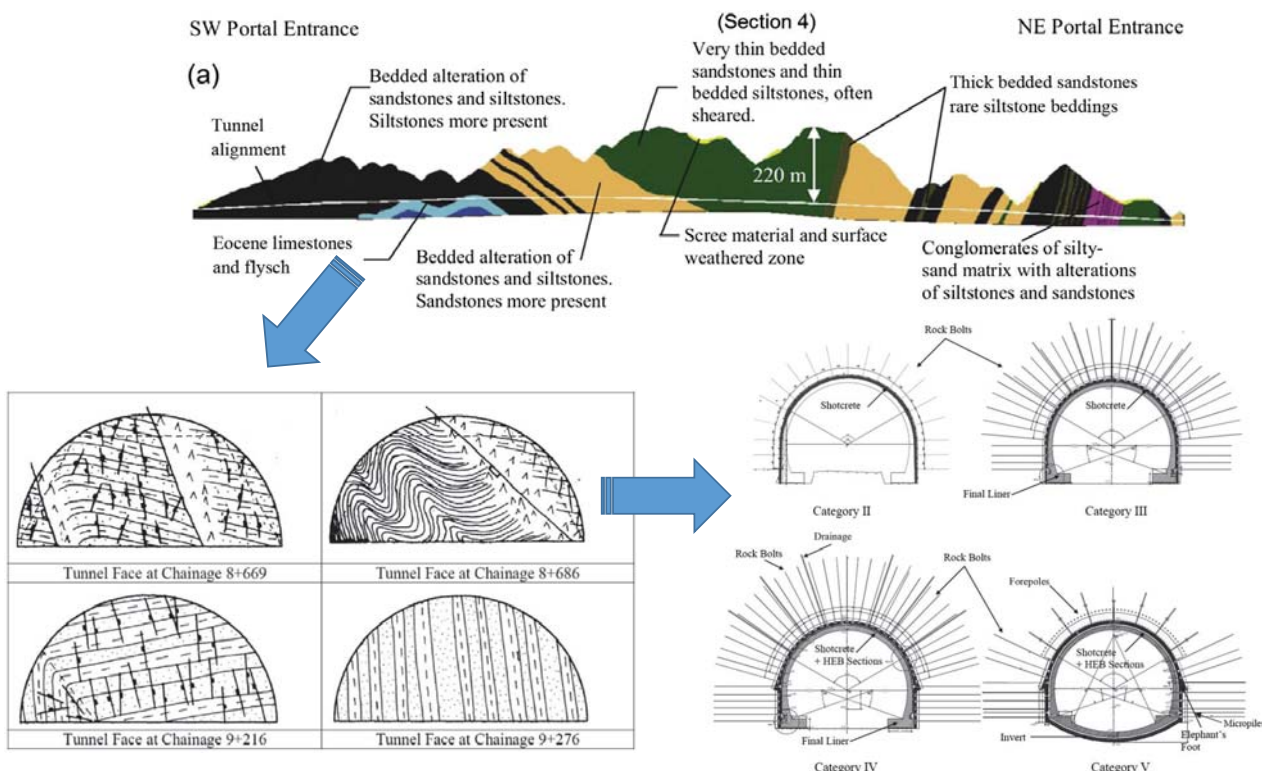 SW Portal Entrance
(Section 4)
NE Portal Entrance
(a)
Bedded alteration of
sandstones and siltstones.
Siltstones more present
Very thin bedded
sandstones and thin
bedded siltstones, often
sheared.
Thick bedded sandstones
rare siltstone beddings
Tunnel
alignment
220 m
Eocene limestones
and flysch
Bedded alteration of
sandstones and siltstones.
Sandstones more present
Scree material and surface
weathered zone
Conglomerates of silty-
sand matrix with alterations
of siltstones and sandstones
Tunnel Face at Chainage 8+669
Tunnel Face at Chainage 8+686
Tunnel Face at Chainage 9+216
Tunnel Face at Chainage 9+276
Rock Bolts
Shotcrete
Shotcrete
Final Liner
Category II
Category III
Drainage
Rock Bolts
Rock Bolts
Forepoles
Shotcrete
+ HEB Sections
Shotcrete
+ HEB Sections
Final Liner
Invert
Micropiles
Elephant's
Foot
Category IV
Category V